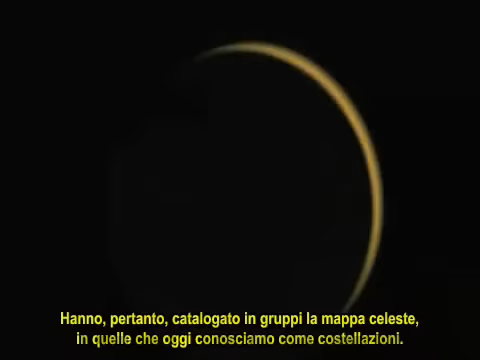 Hanno, pertanto, catalogato in gruppi la mappa celeste,
in quelle che oggi conosciamo come costellazioni.